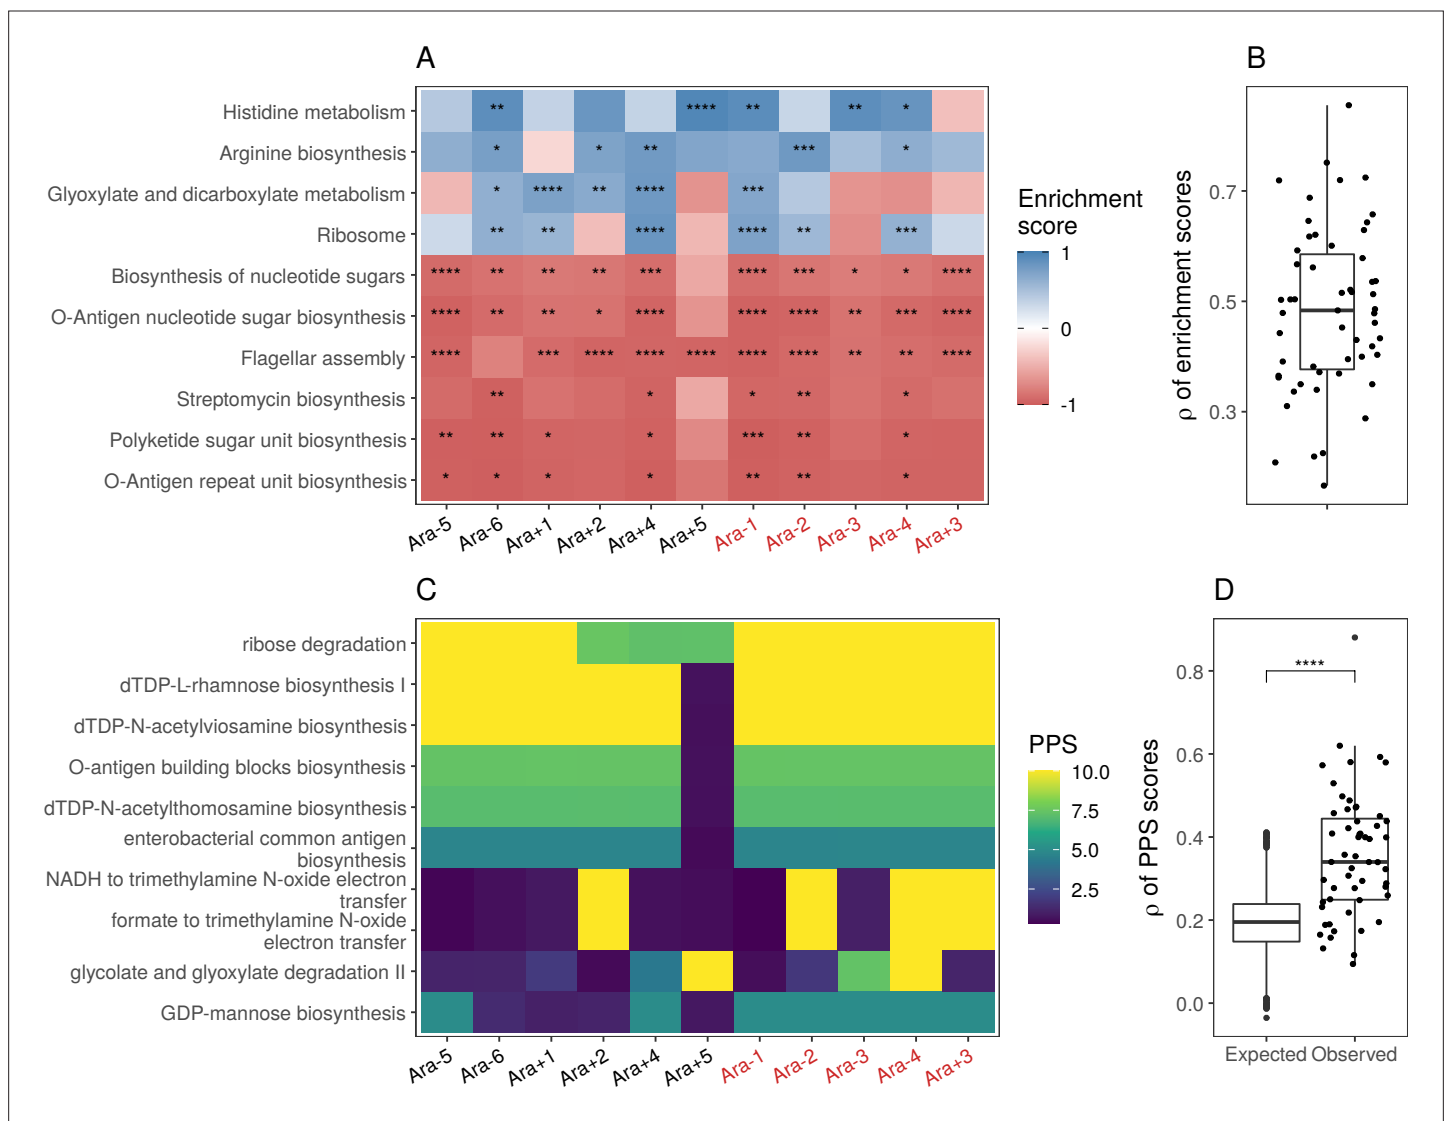 A
Histidine metabolism
Arginine biosynthesis
Glyoxylate and dicarboxylate metabolism
Ribosome
Biosynthesis of nucleotide sugars
O-Antigen nucleotide sugar biosynthesis
Flagellar assembly
Streptomycin biosynthesis
Polyketide sugar unit biosynthesis
O-Antigen repeat unit biosynthesis
** **** ** ** *
* * ** *** *
* **** ** **** ***
** ** **** **** ** ***
**** ** ** ** *** **** *** * * ****
**** ** ** * **** **** **** ** *** ****
**** *** **** **** **** **** **** ** ** ****
** * * ** *
** ** * * *** ** *
* * * * ** ** *
Ara-5 Ara-6 Ara+1 Ara+2 Ara+4 Ara+5 Ara-1 Ara-2 Ara-3 Ara-4 Ara+3
Enrichment
score
1
0
-1
B
ρ of enrichment scores
0.7
0.5
0.3
C
ribose degradation
dTDP-L-rhamnose biosynthesis I
dTDP-N-acetylviosamine biosynthesis
O-antigen building blocks biosynthesis
dTDP-N-acetylthomosamine biosynthesis
enterobacterial common antigen
biosynthesis
NADH to trimethylamine N-oxide electron
transfer
formate to trimethylamine N-oxide
electron transfer
glycolate and glyoxylate degradation II
GDP-mannose biosynthesis
Ara-5 Ara-6 Ara+1 Ara+2 Ara+4 Ara+5 Ara-1 Ara-2 Ara-3 Ara-4 Ara+3
PPS
10.0
7.5
5.0
2.5
D
ρ of PPS scores
0.8
0.6
0.4
0.2
0.0
****
Expected Observed